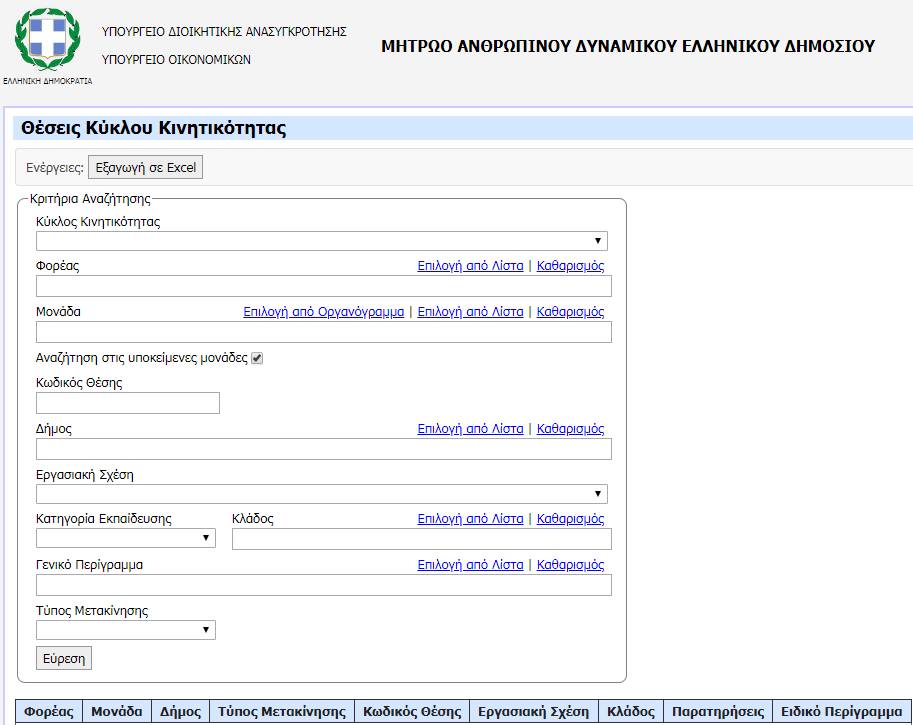 ΥΠΟΥΡΓΕΙΟ ΔΙΟΙΚΗΤΙΚΗΣ ΑΝΑΣΥΓΚΡΟΤΗΣΗΣ
ΥΠΟΥΡΓΕΙΟ ΟΙΚΟΝΟΜΙΚΩΝ
ΜΗΤΡΩΟ ΑΝΘΡΩΠΙΝΟΥ ΔΥΝΑΜΙΚΟΥ ΕΛΛΗΝΙΚΟΥ ΔΗΜΟΣΙΟΥ
ΕΛΛΗΝΙΚΗ ΔΗΜΟΚΡΑΤΙΑ
Θέσεις Κύκλου Κινητικότητας
Ενέργειες: Εξαγωγή σε Excel
Κριτήρια Αναζήτησης
Κύκλος Κινητικότητας
Φορέας Επιλογή από Λίστα | Καθαρισμός
Μονάδα Επιλογή από Οργανόγραμμα | Επιλογή από Λίστα | Καθαρισμός
Αναζήτηση στις υποκείμενες μονάδες
Κωδικός Θέσης
Δήμος Επιλογή από Λίστα | Καθαρισμός
Εργασιακή Σχέση
Κατηγορία Εκπαίδευσης Κλάδος Επιλογή από Λίστα | Καθαρισμός
Γενικό Περίγραμμα Επιλογή από Λίστα | Καθαρισμός
Τύπος Μετακίνησης
Εύρεση
Φορέας Μονάδα Δήμος Τύπος Μετακίνησης Κωδικός Θέσης Εργασιακή Σχέση Κλάδος Παρατηρήσεις Ειδικό Περίγραμμα